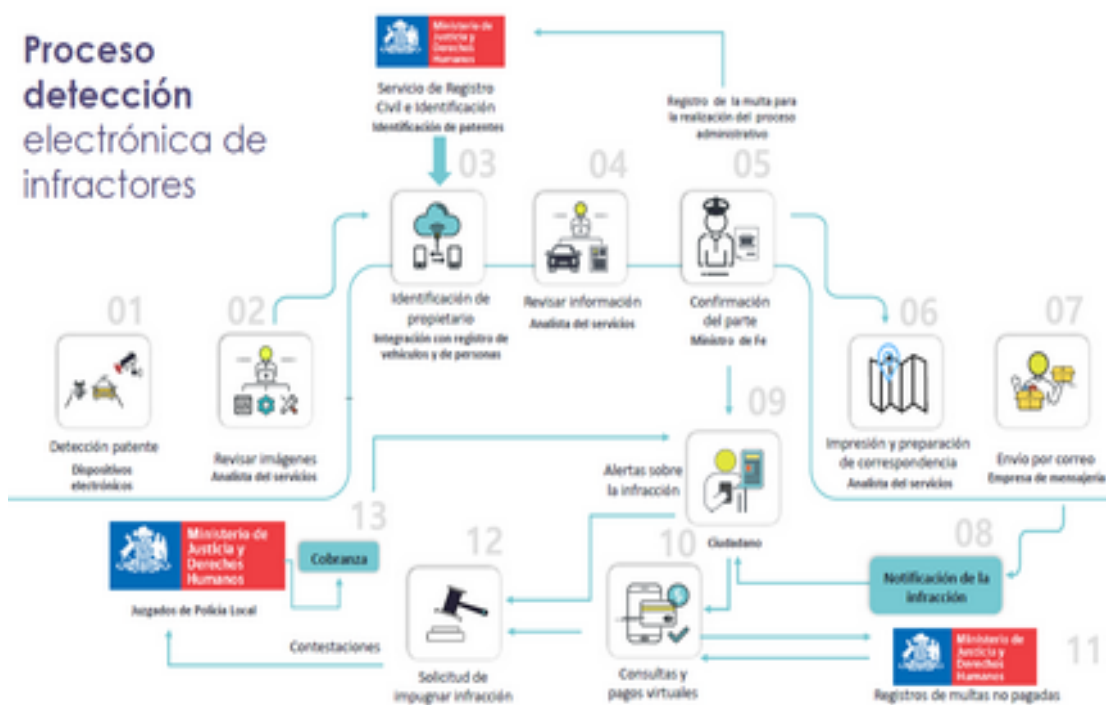 Proceso
detección
electrónica de
infractores
Ministerio de
Justicia y
Derechos
Humanos
Servicio de Registro
Civil e Identificación
Identificación de patentes
Registro de la multa para
la realización del proceso
administrativo
03
04
05
Identificación de
propietario
Integración con registro de
vehículos y de personas
Revisar información
Analista del servicios
Confirmación
del parte
Ministro de Fe
01
02
06
07
Detección patente
Dispositivos
electrónicos
Revisar imágenes
Analista del servicios
Impresión y preparación
de correspondencia
Analista del servicios
Envío por correo
Empresa de mensajería
09
Alertas sobre
la infracción
Ciudadano
13
Cobranza
12
10
08
Notificación de la
infracción
Ministerio de
Justicia y
Derechos
Humanos
Juzgados de Policía Local
Contestaciones
Solicitud de
impugnar infracción
Consultas y
pagos virtuales
Ministerio de
Justicia y
Derechos
Humanos
11
Registros de multas no pagadas